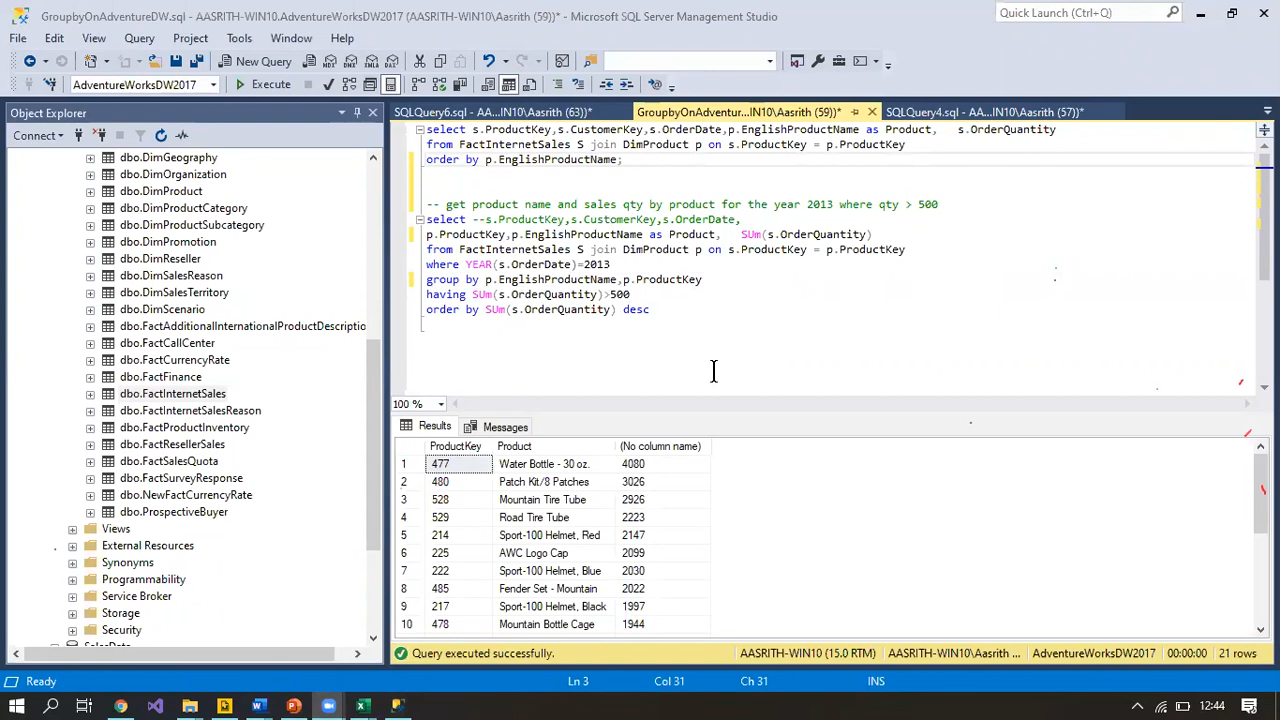 GroupbyOnAdventureDW.sql - AASRITH-WIN10.AdventureWorksDW2017 (AASRITH-WIN10\Aasrith (59))* - Microsoft SQL Server Management Studio
Quick Launch (Ctrl+Q)
File Edit View Query Project Tools Window Help
New Query
AdventureWorksDW2017 Execute
Object Explorer
Connect
dbo.DimGeography
dbo.DimOrganization
dbo.DimProduct
dbo.DimProductCategory
dbo.DimProductSubcategory
dbo.DimPromotion
dbo.DimReseller
dbo.DimSalesReason
dbo.DimSalesTerritory
dbo.DimScenario
dbo.FactAdditionalInternationalProductDescriptio
dbo.FactCallCenter
dbo.FactCurrencyRate
dbo.FactFinance
dbo.FactInternetSales
dbo.FactInternetSalesReason
dbo.FactProductInventory
dbo.FactResellerSales
dbo.FactSalesQuota
dbo.FactSurveyResponse
dbo.NewFactCurrencyRate
dbo.ProspectiveBuyer
Views
External Resources
Synonyms
Programmability
Service Broker
Storage
Security
SQLQuery6.sql - AA...IN10\Aasrith (63))* GroupbyOnAdventur...IN10\Aasrith (59))* SQLQuery4.sql - AA...IN10\Aasrith (57))*
select s.ProductKey,s.CustomerKey,s.OrderDate,p.EnglishProductName as Product, s.OrderQuantity
from FactInternetSales S join DimProduct p on s.ProductKey = p.ProductKey
order by p.EnglishProductName;
-- get product name and sales qty by product for the year 2013 where qty > 500
select --s.ProductKey,s.CustomerKey,s.OrderDate,
p.ProductKey,p.EnglishProductName as Product, SUm(s.OrderQuantity)
from FactInternetSales S join DimProduct p on s.ProductKey = p.ProductKey
where YEAR(s.OrderDate)=2013
group by p.EnglishProductName,p.ProductKey
having SUm(s.OrderQuantity)>500
order by SUm(s.OrderQuantity) desc
100 %
Results Messages
ProductKey Product (No column name)
1 477 Water Bottle - 30 oz. 4080
2 480 Patch Kit/8 Patches 3026
3 528 Mountain Tire Tube 2926
4 529 Road Tire Tube 2223
5 214 Sport-100 Helmet, Red 2147
6 225 AWC Logo Cap 2099
7 222 Sport-100 Helmet, Blue 2030
8 485 Fender Set - Mountain 2022
9 217 Sport-100 Helmet, Black 1997
10 478 Mountain Bottle Cage 1944
Query executed successfully. AASRITH-WIN10 (15.0 RTM) AASRITH-WIN10\Aasrith ... AdventureWorksDW2017 00:00:00 21 rows
Ready Ln 3 Col 31 Ch 31 INS
12:44